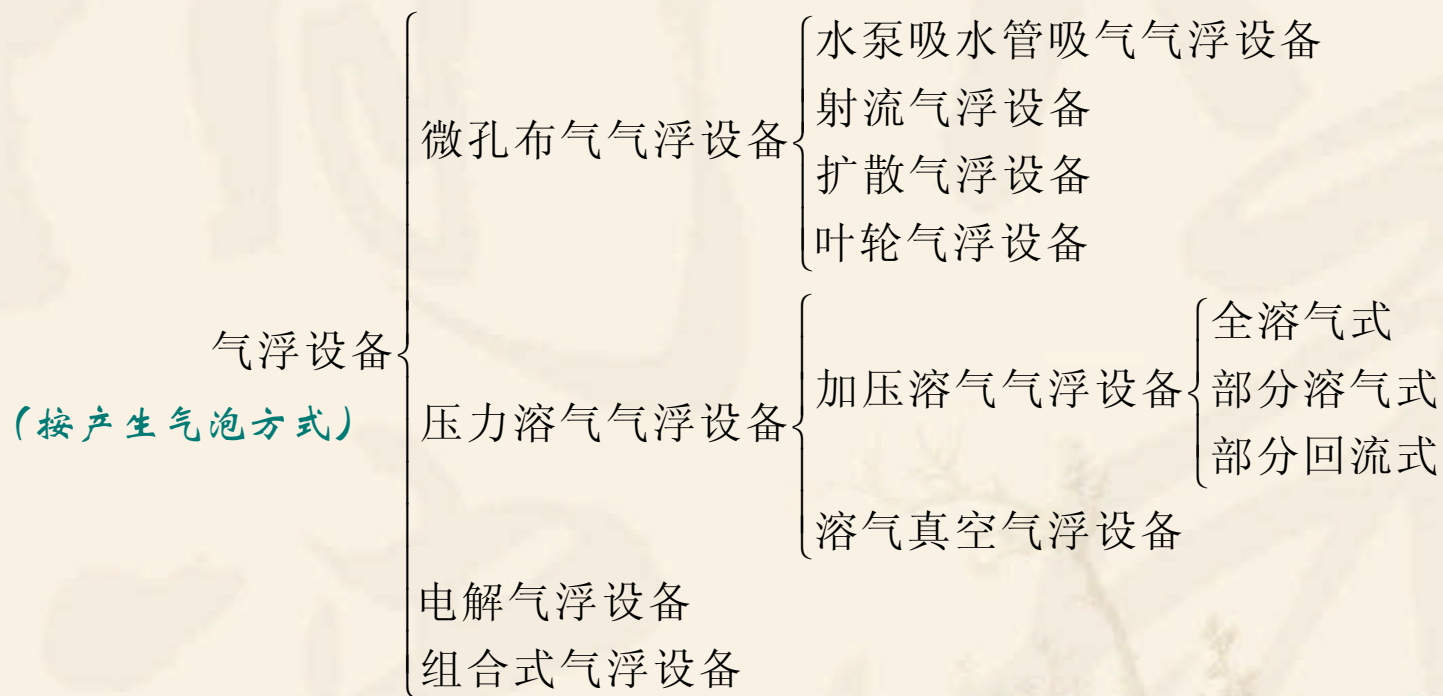 水泵吸水管吸气气浮设备
射流气浮设备
微孔布气气浮设备
扩散气浮设备
叶轮气浮设备
全溶气式
气浮设备
加压溶气气浮设备
部分溶气式
(按产生气泡方式)
压力溶气气浮设备
部分回流式
溶气真空气浮设备
电解气浮设备
组合式气浮设备